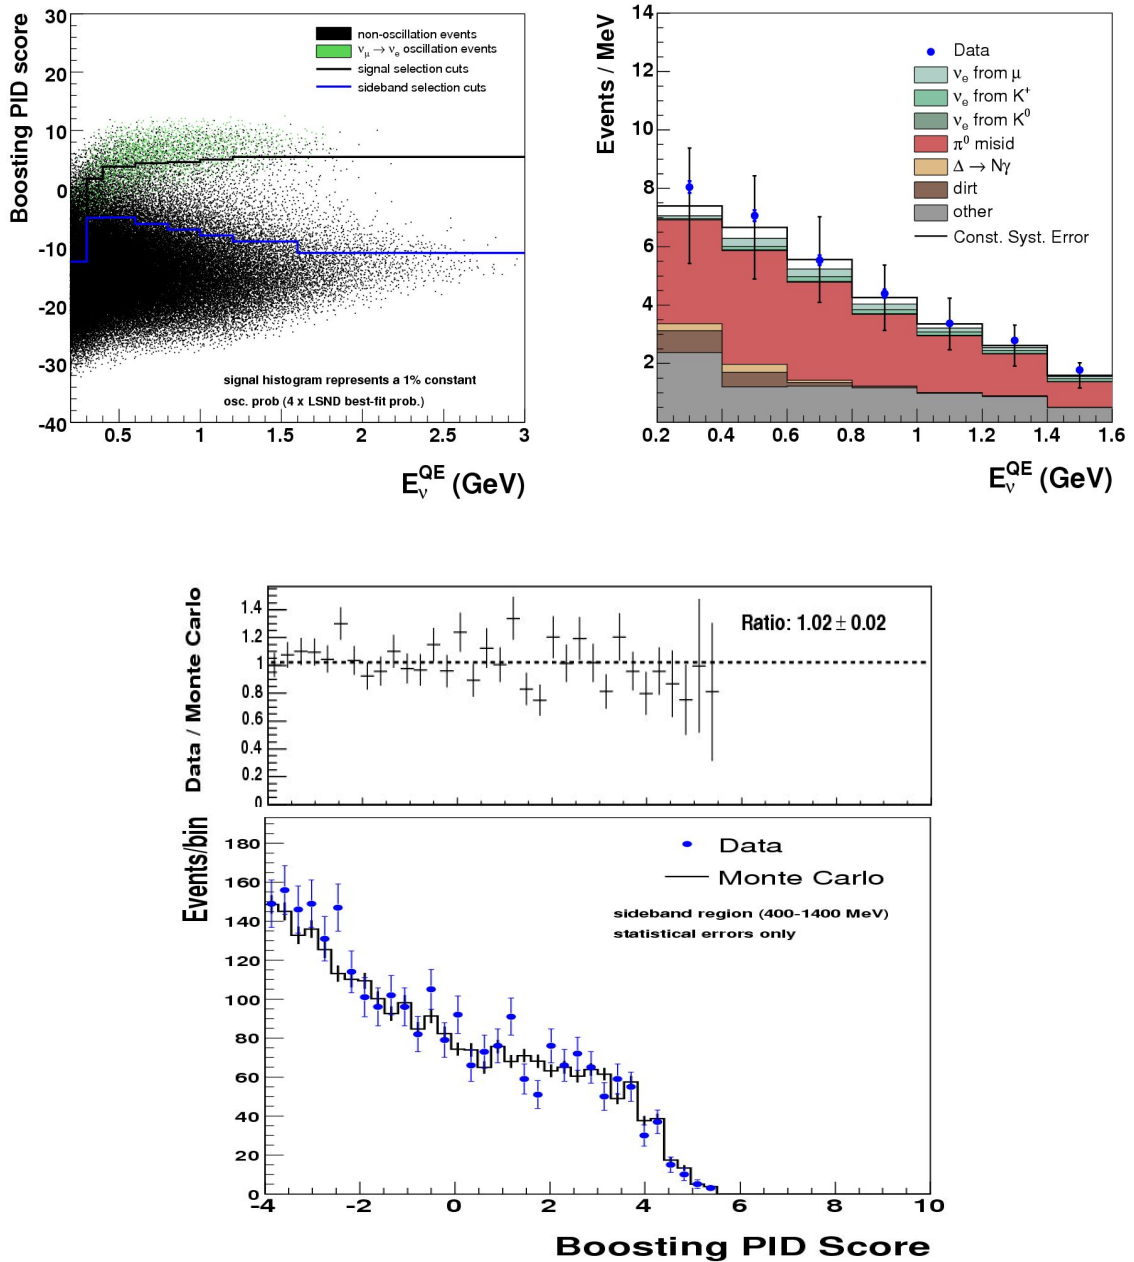 Boosting PID score
30
20
10
0
-10
-20
-30
-40
non-oscillation events
νμ → νe oscillation events
signal selection cuts
sideband selection cuts
signal histogram represents a 1% constant
osc. prob (4 x LSND best-fit prob.)
0.5 1 1.5 2 2.5 3
EνQE (GeV)
Events / MeV
14
12
10
8
6
4
2
Data
νe from μ
νe from K+
νe from K0
π0 misid
Δ → Nγ
dirt
other
Const. Syst. Error
0.2 0.4 0.6 0.8 1 1.2 1.4 1.6
EνQE (GeV)
Data / Monte Carlo
1.4
1.2
1
0.8
0.6
0.4
0.2
0
Ratio: 1.02 ± 0.02
Events/bin
180
160
140
120
100
80
60
40
20
0
Data
Monte Carlo
sideband region (400-1400 MeV)
statistical errors only
-4 -2 0 2 4 6 8 10
Boosting PID Score